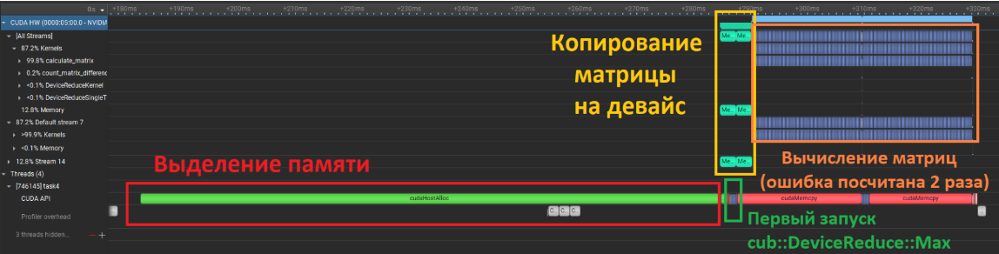 0s
+180ms +190ms +200ms +210ms +220ms +230ms +240ms +250ms +260ms +270ms +280ms +290ms +300ms +310ms +320ms +330ms
CUDA HW (0000:05:00.0 - NVIDIA
[All Streams]
87.2% Kernels
99.8% calculate_matrix
0.2% count_matrix_differenc
<0.1% DeviceReduceKernel
<0.1% DeviceReduceSingleT
12.8% Memory
87.2% Default stream 7
>99.9% Kernels
<0.1% Memory
12.8% Stream 14
Threads (4)
[746145] task4
CUDA API
Profiler overhead
3 threads hidden...
Me... Me...
Me... Me...
Me... Me...
Копирование
матрицы
на девайс
Выделение памяти
Вычисление матриц
(ошибка посчитана 2 раза)
cudaHostAlloc
cudaMemcpy
cudaMemcpy
C... C... C...
Первый запуск
cub::DeviceReduce::Max